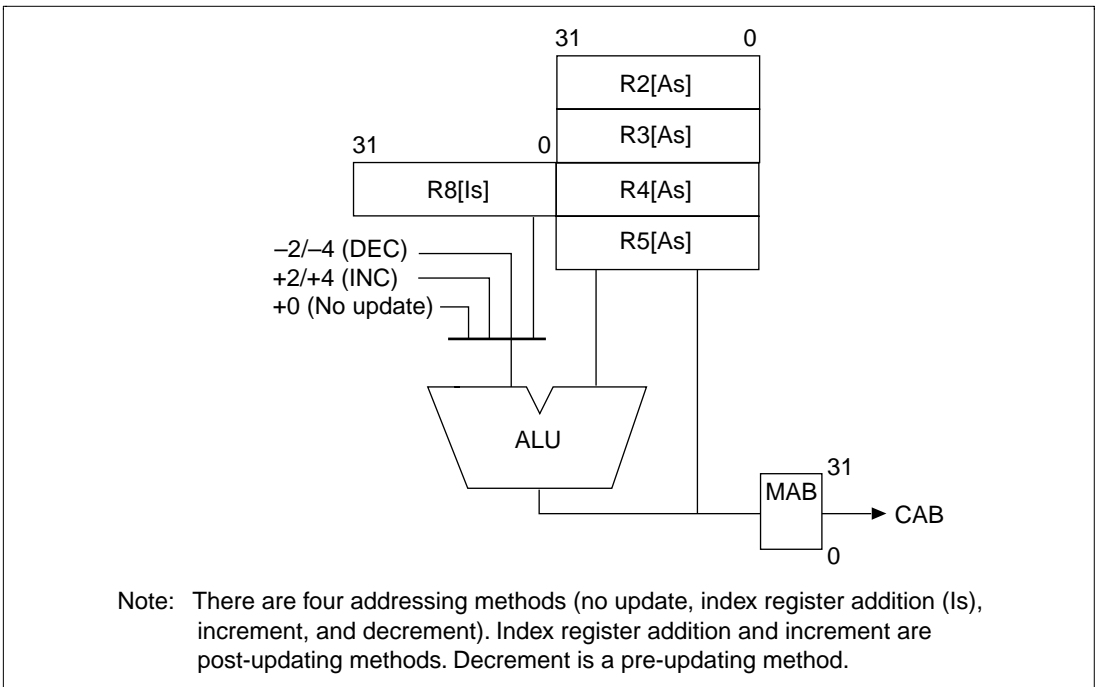 31 0
R2[As]
R3[As]
31 0
R8[Is] R4[As]
R5[As]
–2/–4 (DEC)
+2/+4 (INC)
+0 (No update)
ALU
31
MAB
CAB
0
Note: There are four addressing methods (no update, index register addition (Is),
increment, and decrement). Index register addition and increment are
post-updating methods. Decrement is a pre-updating method.